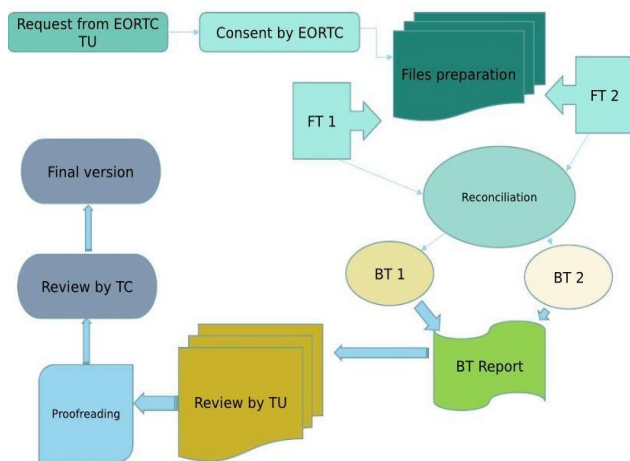 Request from EORTC
TU
Consent by EORTC
Files preparation
FT 1
FT 2
Reconciliation
Final version
BT 1
BT 2
Review by TC
BT Report
Review by TU
Proofreading